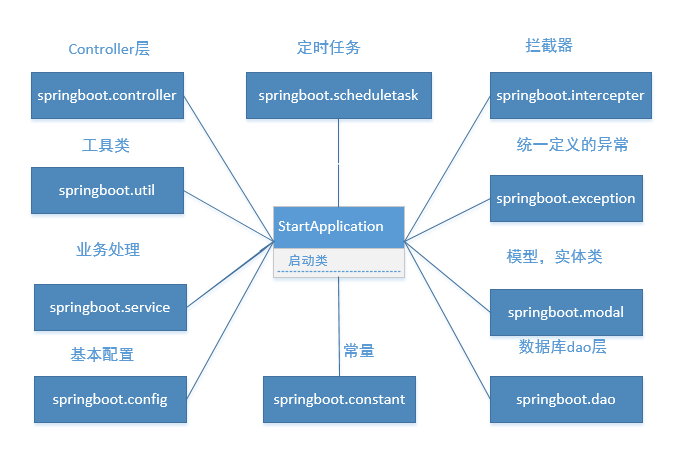 Controller层
springboot.controller
定时任务
springboot.scheduletask
拦截器
springboot.intercepter
工具类
springboot.util
统一定义的异常
springboot.exception
StartApplication
启动类
业务处理
springboot.service
模型，实体类
springboot.modal
基本配置
springboot.config
常量
springboot.constant
数据库dao层
springboot.dao